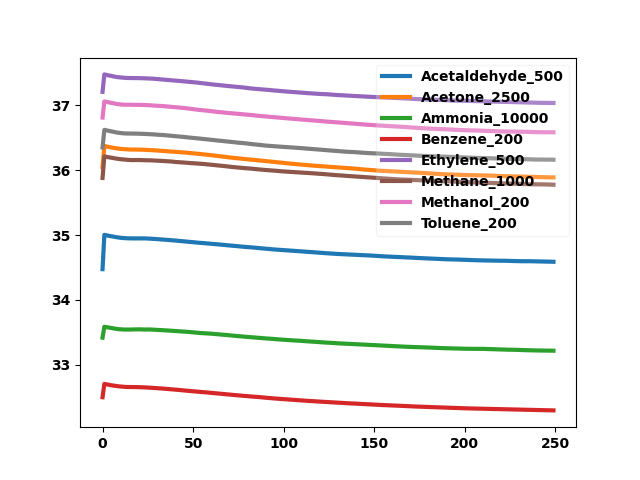 37
36
35
34
33
0 50 100 150 200 250
Acetaldehyde_500
Acetone_2500
Ammonia_10000
Benzene_200
Ethylene_500
Methane_1000
Methanol_200
Toluene_200